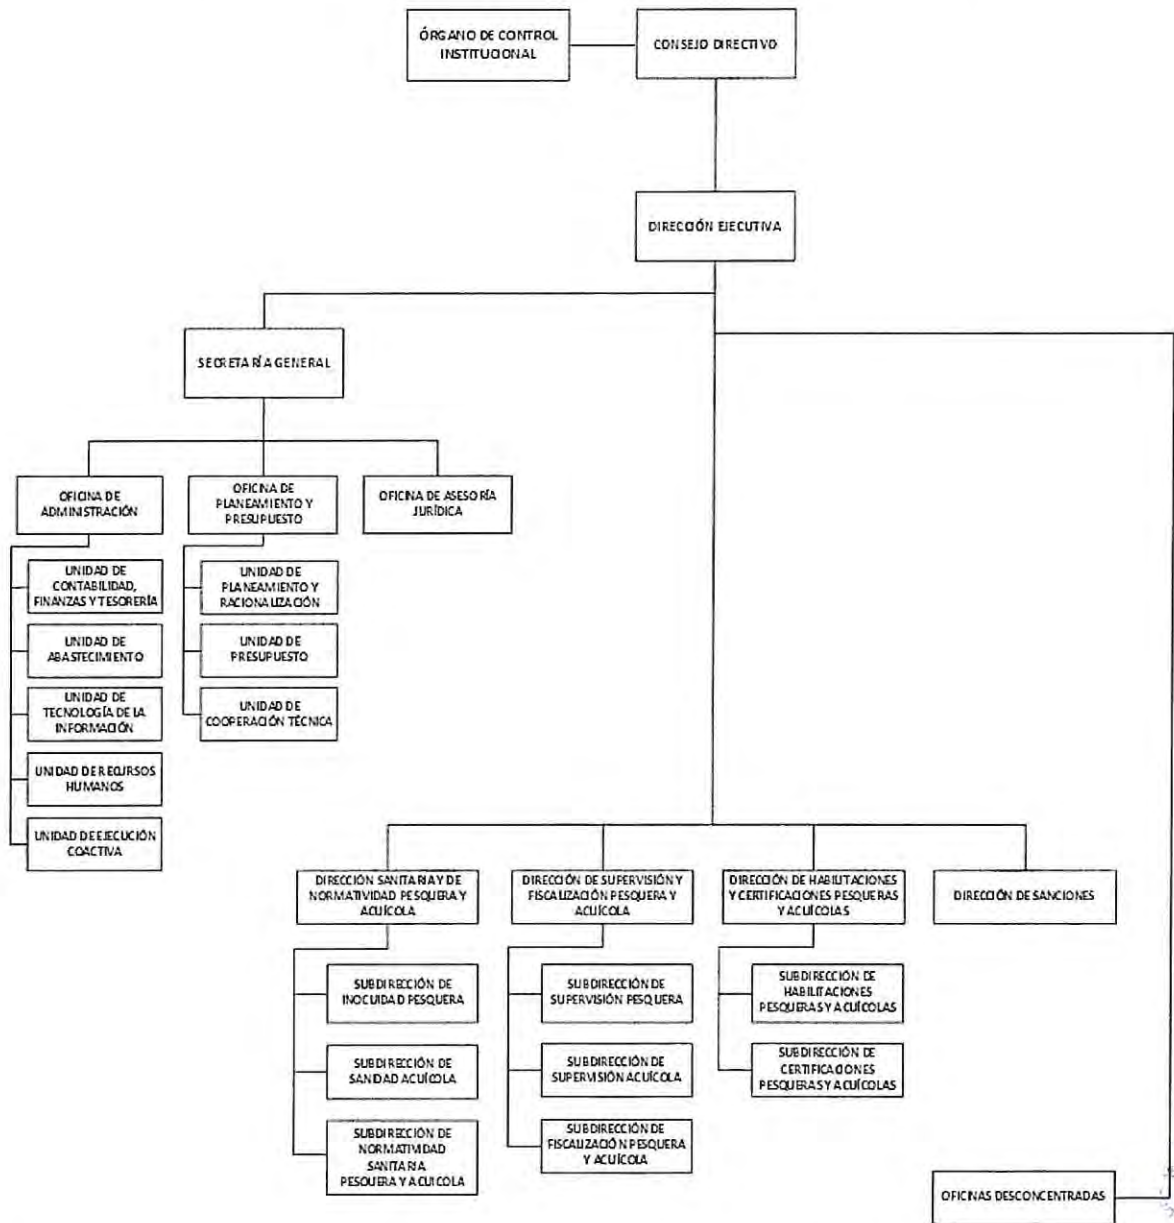 ÓRGANO DE CONTROL
INSTITUCIONAL
CONSEJO DIRECTIVO
DIRECCIÓN EJECUTIVA
SECRETARÍA GENERAL
OFICINA DE
ADMINISTRACIÓN
OFICINA DE
PLANEAMIENTO Y
PRESUPUESTO
OFICINA DE ASESORÍA
JURÍDICA
UNIDAD DE
CONTABILIDAD,
FINANZAS Y TESORERÍA
UNIDAD DE
ABASTECIMIENTO
UNIDAD DE
TECNOLOGÍA DE LA
INFORMACIÓN
UNIDAD DE RECURSOS
HUMANOS
UNIDAD DE EJECUCIÓN
COACTIVA
UNIDAD DE
PLANEAMIENTO Y
RACIONALIZACIÓN
UNIDAD DE
PRESUPUESTO
UNIDAD DE
COOPERACIÓN TÉCNICA
DIRECCIÓN SANITARIA Y DE
NORMATIVIDAD PESQUERA Y
ACUÍCOLA
SUBDIRECCIÓN DE
INOCUIDAD PESQUERA
SUBDIRECCIÓN DE
SANIDAD ACUÍCOLA
SUBDIRECCIÓN DE
NORMATIVIDAD
SANITARIA
PESQUERA Y ACUICOLA
DIRECCIÓN DE SUPERVISIÓN Y
FISCALIZACIÓN PESQUERA Y
ACUÍCOLA
SUBDIRECCIÓN DE
SUPERVISIÓN PESQUERA
SUBDIRECCIÓN DE
SUPERVISIÓN ACUÍCOLA
SUBDIRECCIÓN DE
FISCALIZACIÓN PESQUERA
Y ACUÍCOLA
DIRECCIÓN DE HABILITACIONES
Y CERTIFICACIONES PESQUERAS
Y ACUÍCOLAS
SUBDIRECCIÓN DE
HABILITACIONES
PESQUERAS Y ACUÍCOLAS
SUBDIRECCIÓN DE
CERTIFICACIONES
PESQUERAS Y ACUÍCOLAS
DIRECCIÓN DE SANCIONES
OFICINAS DESCONCENTRADAS